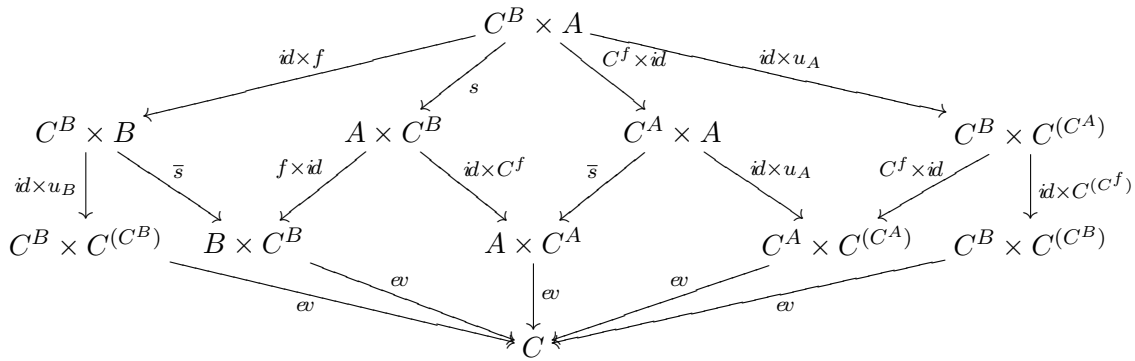 C^B × A
id×f s C^f×id id×u_A
C^B × B A × C^B C^A × A C^B × C^(C^A)
id×u_B s̅ f×id id×C^f s̅ id×u_A C^f×id id×C^(C^f)
C^B × C^(C^B) B × C^B A × C^A C^A × C^(C^A) C^B × C^(C^B)
ev ev ev ev ev
C